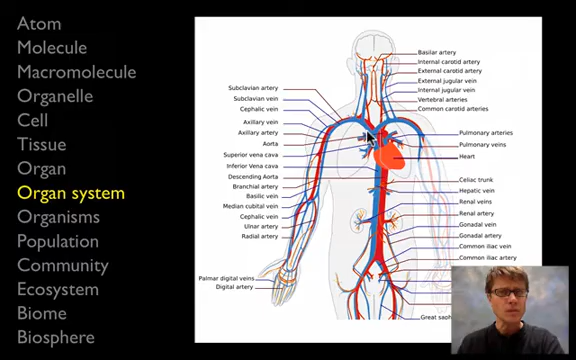 Atom
Molecule
Macromolecule
Organelle
Cell
Tissue
Organ
Organ system
Organisms
Population
Community
Ecosystem
Biome
Biosphere
Subclavian artery
Subclavian vein
Cephalic vein
Axillary vein
Axillary artery
Aorta
Superior vena cava
Inferior Vena cava
Descending Aorta
Branchial artery
Basilic vein
Median cubital vein
Cephalic vein
Ulnar artery
Radial artery
Palmar digital veins
Digital artery
Basilar artery
Internal carotid artery
External carotid artery
External jugular vein
Internal jugular vein
Vertebral arteries
Common carotid arteries
Pulmonary arteries
Pulmonary veins
Heart
Celiac trunk
Hepatic vein
Renal veins
Renal artery
Gonadal vein
Gonadal artery
Common iliac vein
Common iliac artery
Great